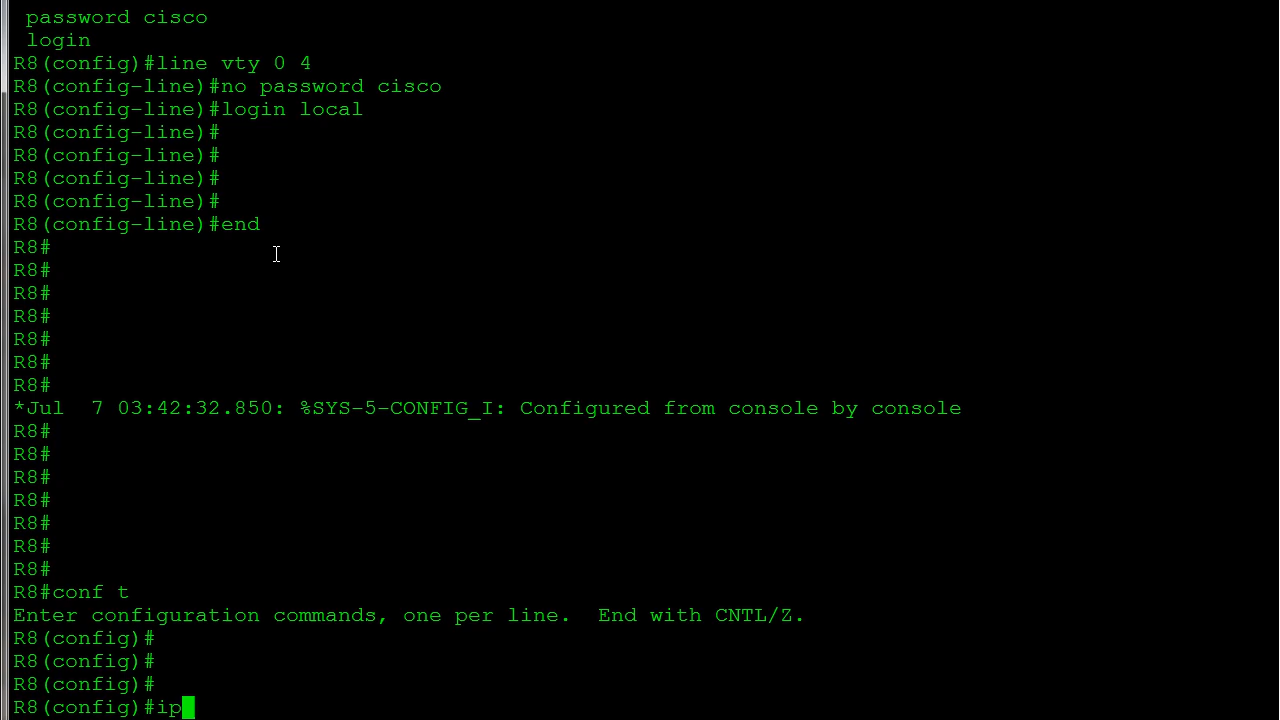 password cisco
login
R8(config)#line vty 0 4
R8(config-line)#no password cisco
R8(config-line)#login local
R8(config-line)#
R8(config-line)#
R8(config-line)#
R8(config-line)#
R8(config-line)#end
R8#
R8#
R8#
R8#
R8#
R8#
R8#
*Jul  7 03:42:32.850: %SYS-5-CONFIG_I: Configured from console by console
R8#
R8#
R8#
R8#
R8#
R8#
R8#
R8#conf t
Enter configuration commands, one per line.  End with CNTL/Z.
R8(config)#
R8(config)#
R8(config)#
R8(config)#ip